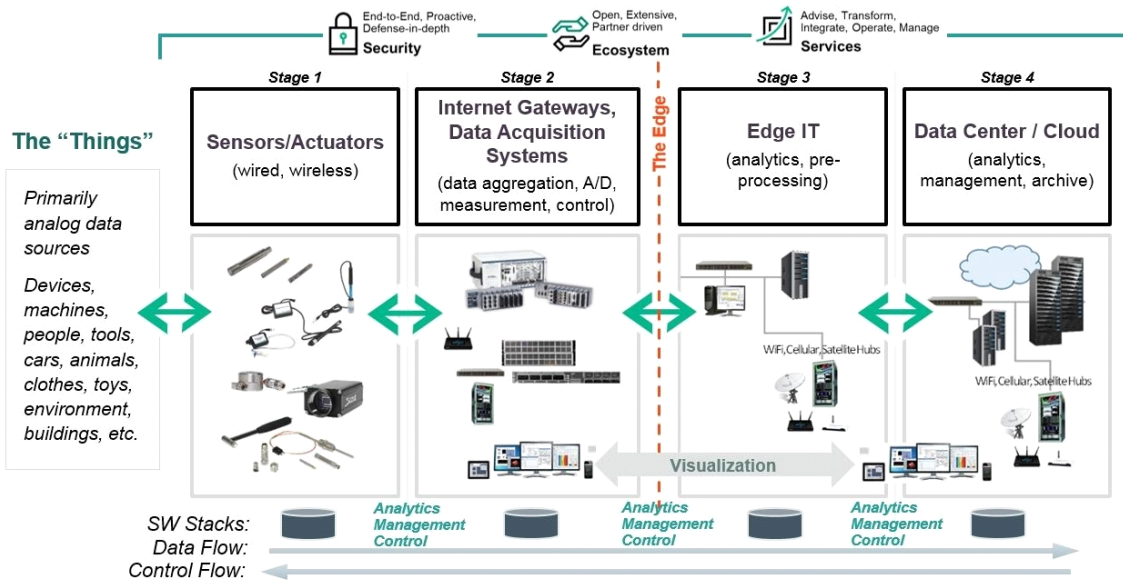 End-to-End, Proactive,
Defense-in-depth
Security
Open, Extensive,
Partner driven
Ecosystem
Advise, Transform,
Integrate, Operate, Manage
Services
Stage 1
Stage 2
Stage 3
Stage 4
The "Things"
Primarily
analog data
sources
Devices,
machines,
people, tools,
cars, animals,
clothes, toys,
environment,
buildings, etc.
Sensors/Actuators
(wired, wireless)
Internet Gateways,
Data Acquisition
Systems
(data aggregation, A/D,
measurement, control)
The Edge
Edge IT
(analytics, pre-
processing)
Data Center / Cloud
(analytics,
management, archive)
WiFi, Cellular, Satellite Hubs
WiFi, Cellular, Satellite Hubs
Visualization
SW Stacks:
Analytics
Management
Control
Analytics
Management
Control
Analytics
Management
Control
Data Flow:
Control Flow: